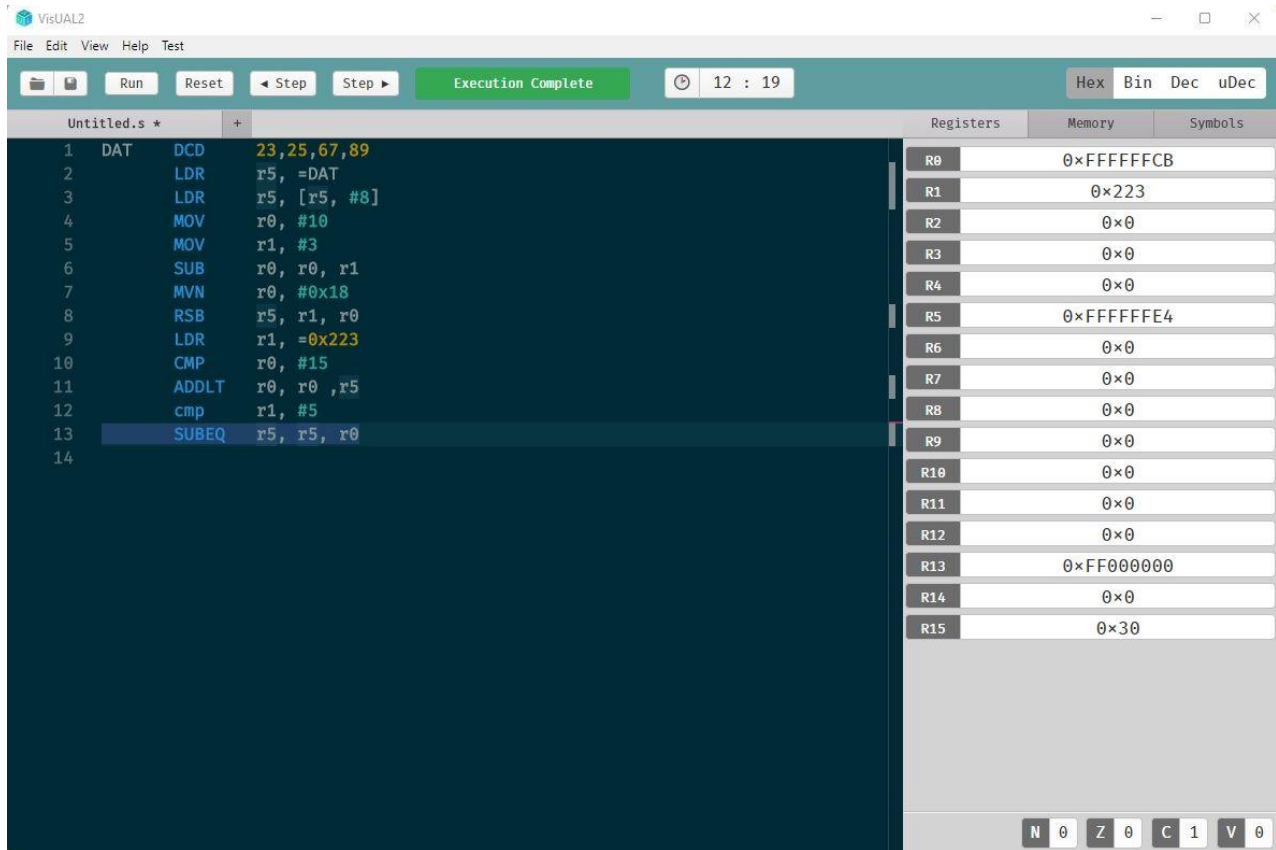 VisUAL2
File Edit View Help Test
Run Reset ◄ Step Step ► Execution Complete 12 : 19 Hex Bin Dec uDec
Untitled.s * + Registers Memory Symbols
1 DAT DCD 23,25,67,89
2 LDR r5, =DAT
3 LDR r5, [r5, #8]
4 MOV r0, #10
5 MOV r1, #3
6 SUB r0, r0, r1
7 MVN r0, #0x18
8 RSB r5, r1, r0
9 LDR r1, =0x223
10 CMP r0, #15
11 ADDLT r0, r0 ,r5
12 cmp r1, #5
13 SUBEQ r5, r5, r0
14
R0 0×FFFFFFCB
R1 0×223
R2 0×0
R3 0×0
R4 0×0
R5 0×FFFFFFE4
R6 0×0
R7 0×0
R8 0×0
R9 0×0
R10 0×0
R11 0×0
R12 0×0
R13 0×FF000000
R14 0×0
R15 0×30
N 0 Z 0 C 1 V 0